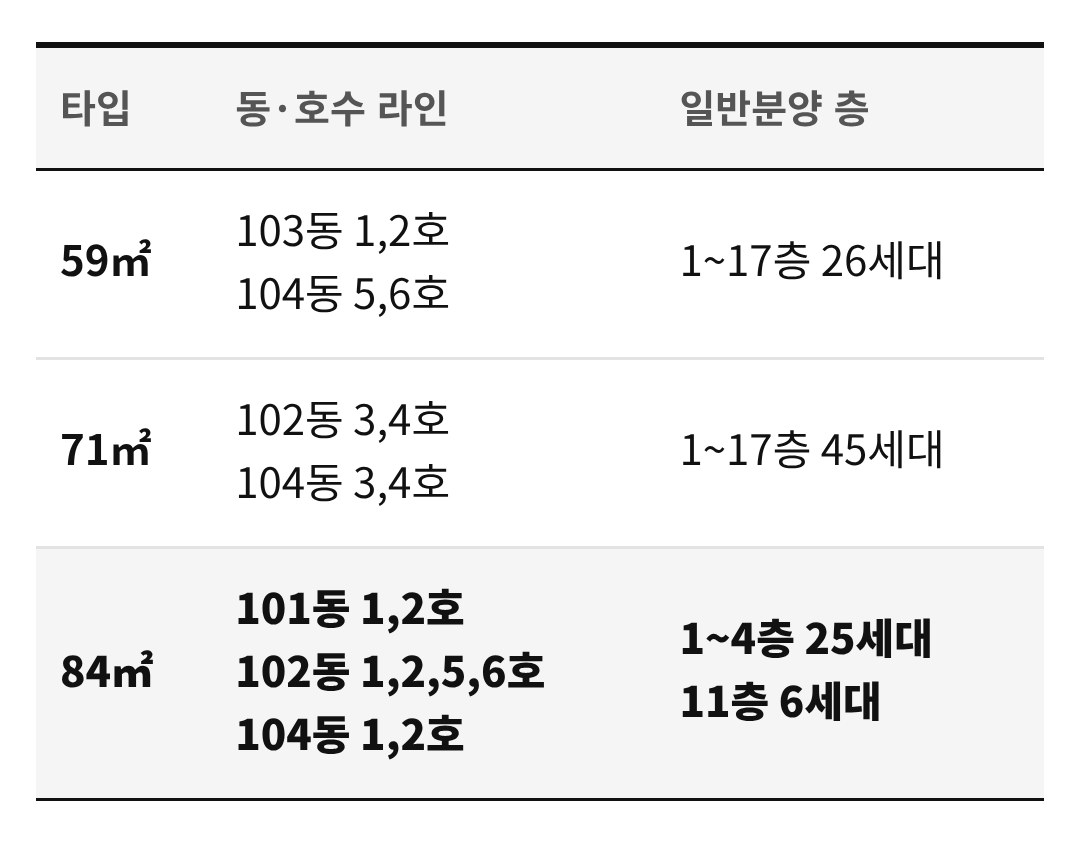 타입 동·호수 라인 일반분양 층
59㎡ 103동 1,2호 1~17층 26세대
104동 5,6호
71㎡ 102동 3,4호 1~17층 45세대
104동 3,4호
84㎡ 101동 1,2호 1~4층 25세대
102동 1,2,5,6호 11층 6세대
104동 1,2호